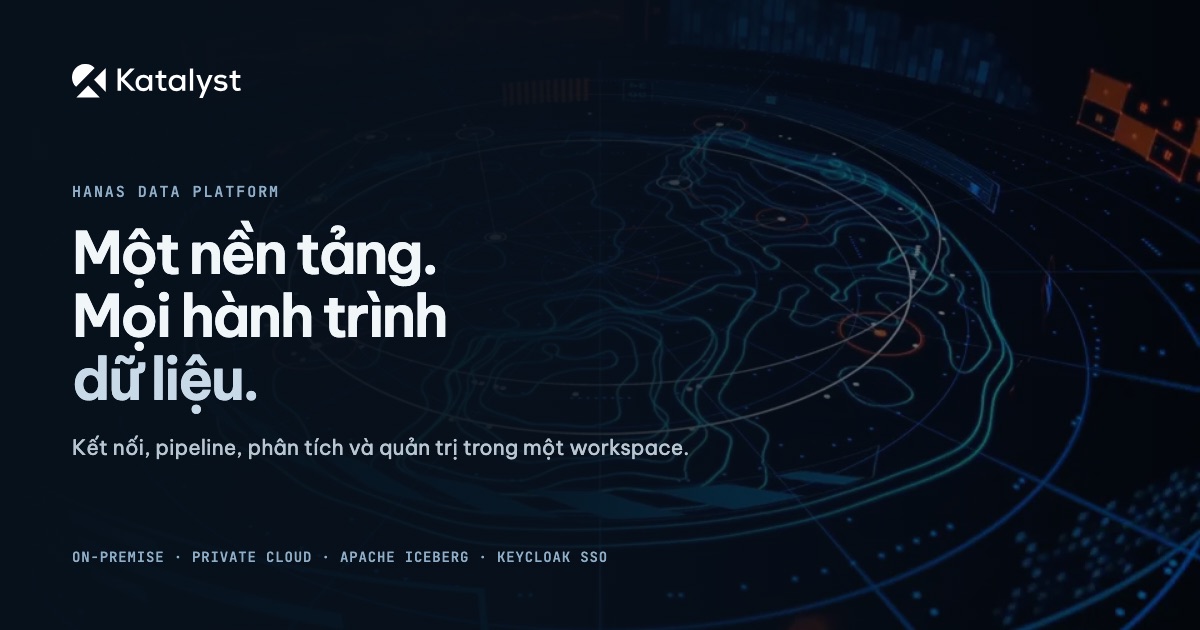 Katalyst
HANAS DATA PLATFORM
Một nền tảng.
Mọi hành trình
dữ liệu.
Kết nối, pipeline, phân tích và quản trị trong một workspace.
ON-PREMISE · PRIVATE CLOUD · APACHE ICEBERG · KEYCLOAK SSO